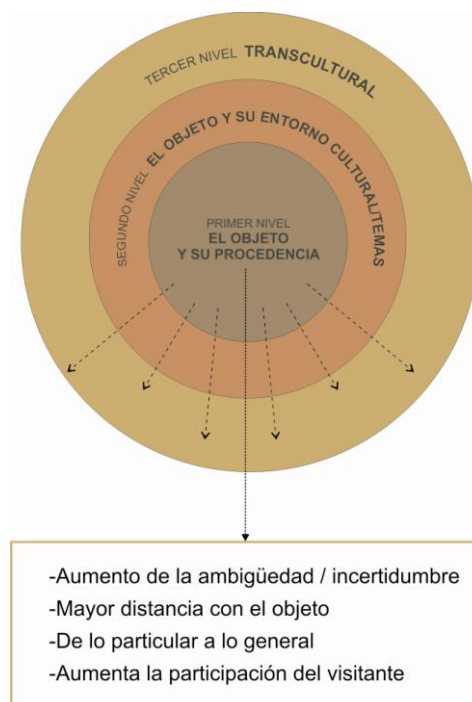 TERCER NIVEL TRANSCULTURAL
SEGUNDO NIVEL EL OBJETO Y SU ENTORNO CULTURAL/TEMAS
PRIMER NIVEL
EL OBJETO
Y SU PROCEDENCIA
-Aumento de la ambigüedad / incertidumbre
-Mayor distancia con el objeto
-De lo particular a lo general
-Aumenta la participación del visitante